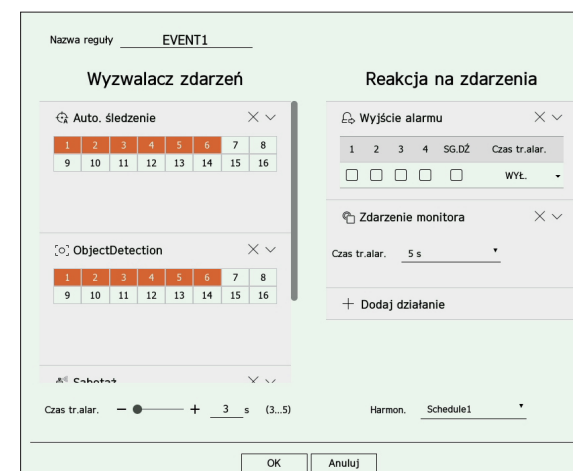 Nazwa reguły EVENT1
Wyzwalacz zdarzeń
Auto. śledzenie
1 2 3 4 5 6 7 8
9 10 11 12 13 14 15 16
ObjectDetection
1 2 3 4 5 6 7 8
9 10 11 12 13 14 15 16
Sabotaż
Czas tr.alar. 3 s (3...5)
Reakcja na zdarzenia
Wyjście alarmu
1 2 3 4 SG.DŹ Czas tr.alar.
WYŁ.
Zdarzenie monitora
Czas tr.alar. 5 s
Dodaj działanie
Harmon. Schedule1
OK Anuluj